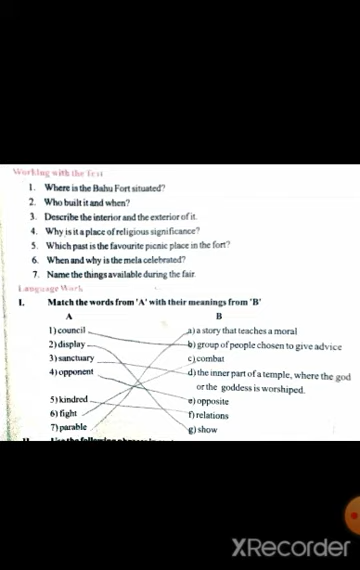 Working with the Text
1. Where is the Bahu Fort situated?
2. Who built it and when?
3. Describe the interior and the exterior of it.
4. Why is it a place of religious significance?
5. Which past is the favourite picnic place in the fort?
6. When and why is the mela celebrated?
7. Name the things available during the fair
Language Work
I. Match the words from 'A' with their meanings from 'B'
A B
1) council a) a story that teaches a moral
2) display b) group of people chosen to give advice
3) sanctuary c) combat
4) opponent d) the inner part of a temple, where the god
or the goddess is worshiped.
5) kindred e) opposite
6) fight f) relations
7) parable g) show
II. Use the following
XRecorder